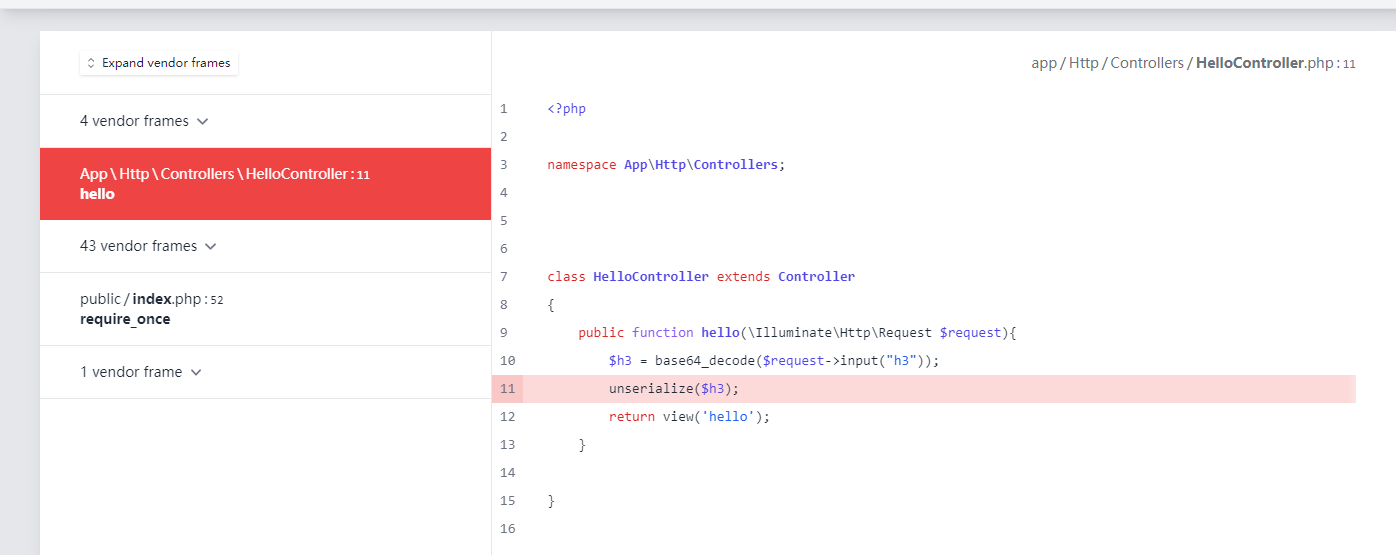 Expand vendor frames
4 vendor frames
App\Http\Controllers\HelloController:11
hello
43 vendor frames
public/index.php:52
require_once
1 vendor frame
app/Http/Controllers/HelloController.php:11
1 <?php
2
3 namespace App\Http\Controllers;
4
5
6
7 class HelloController extends Controller
8 {
9     public function hello(\Illuminate\Http\Request $request){
10         $h3 = base64_decode($request->input("h3"));
11         unserialize($h3);
12         return view('hello');
13     }
14
15 }
16